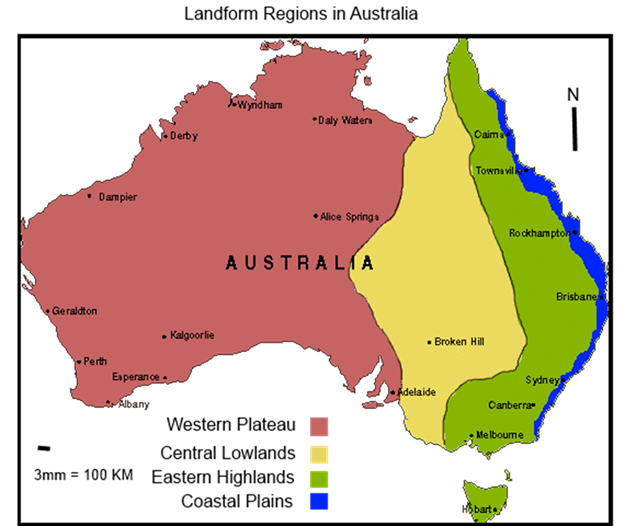 Landform Regions in Australia
N
Wyndham
Daly Waters
Derby
Cairns
Townsville
Dampier
Alice Springs
Rockhampton
AUSTRALIA
Brisbane
Geraldton
Kalgoorlie
Broken Hill
Perth
Esperance
Sydney
Adelaide
Albany
Canberra
Western Plateau
Melbourne
Central Lowlands
3mm = 100 KM
Eastern Highlands
Coastal Plains
Hobart